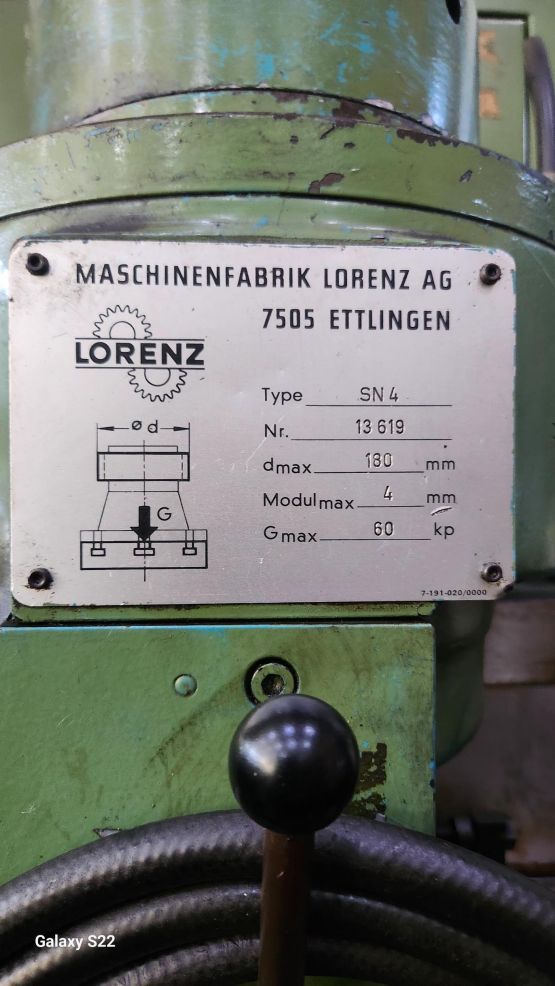 MASCHINENFABRIK LORENZ AG
7505 ETTLINGEN
LORENZ
ø d
G
Type SN 4
Nr. 13 619
dmax 180 mm
Modulmax 4 mm
Gmax 60 kp
7-191-020/0000
Galaxy S22